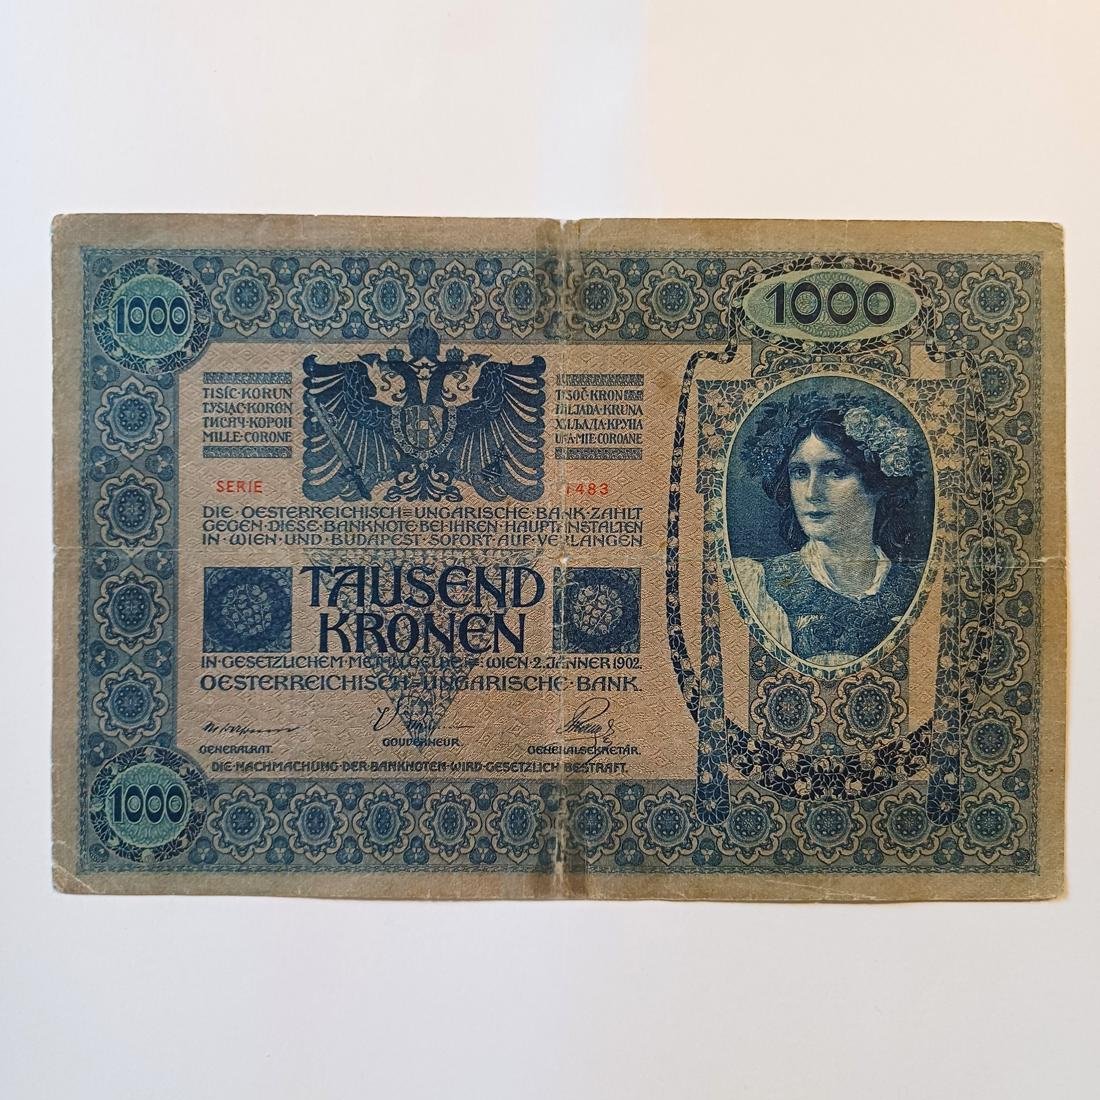 1000
1000
TISÍC·KORUN
TYSIĄC·KORON
ТИСЯЧ·КОРОН
MILLE·CORONE
TISOČ·KRON
HILJADA·KRUNA
ХИЉАДА·КРУНА
UNA·MIE·COROANE
SERIE
1483
DIE·OESTERREICHISCH=UNGARISCHE·BANK·ZAHLT
GEGEN·DIESE·BANKNOTE·BEI·IHREN·HAUPTANSTALTEN
IN·WIEN·UND·BUDAPEST·SOFORT·AUF·VERLANGEN
TAUSEND
KRONEN
IN·GESETZLICHEM·METALLGELDE=WIEN·2.JÄNNER·1902.
OESTERREICHISCH=UNGARISCHE·BANK.
GENERALRAT.
GOUVERNEUR.
GENERALSEKRETÄR.
DIE·NACHMACHUNG·DER·BANKNOTEN·WIRD·GESETZLICH·BESTRAFT.
1000